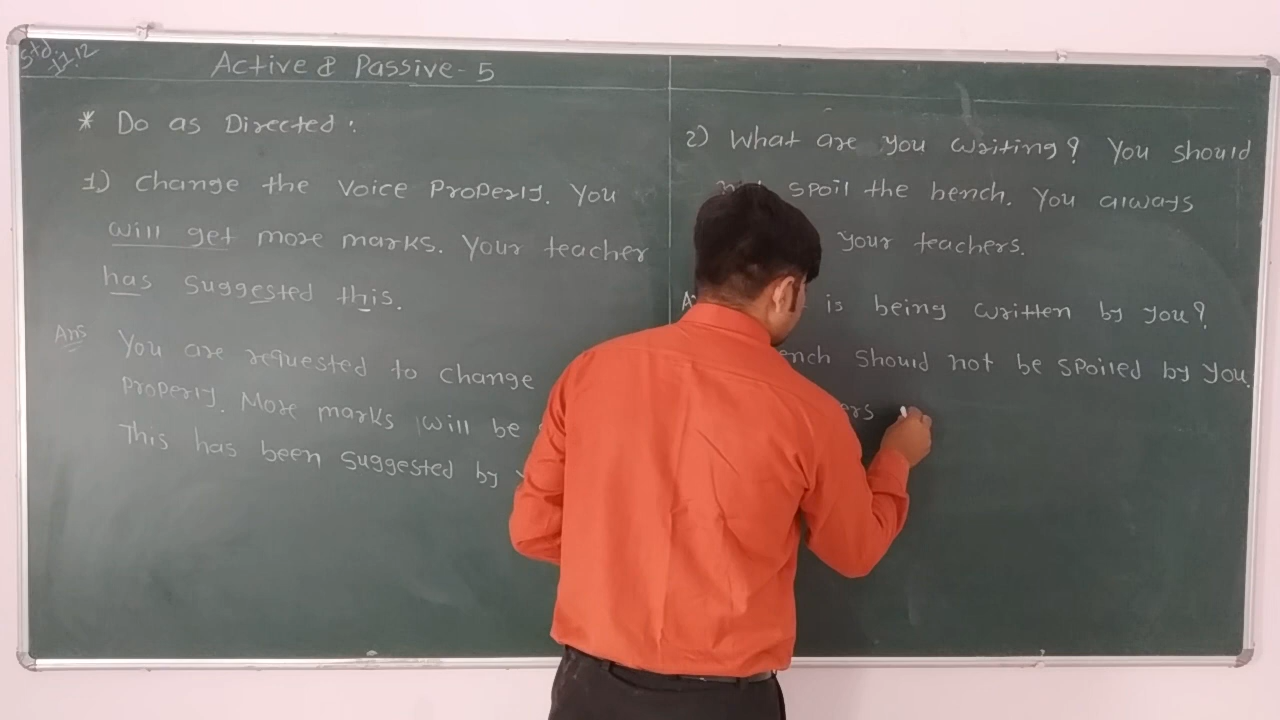 Std. 11.12
Active & Passive - 5
* Do as Directed :
1) Change the Voice Properly. You
will get more marks. Your teacher
has suggested this.
Ans You are requested to change
Properly. More marks will be
This has been suggested by
2) What are you writing? You should
spoil the bench. You always
your teachers.
is being written by you?
should not be spoiled by you.